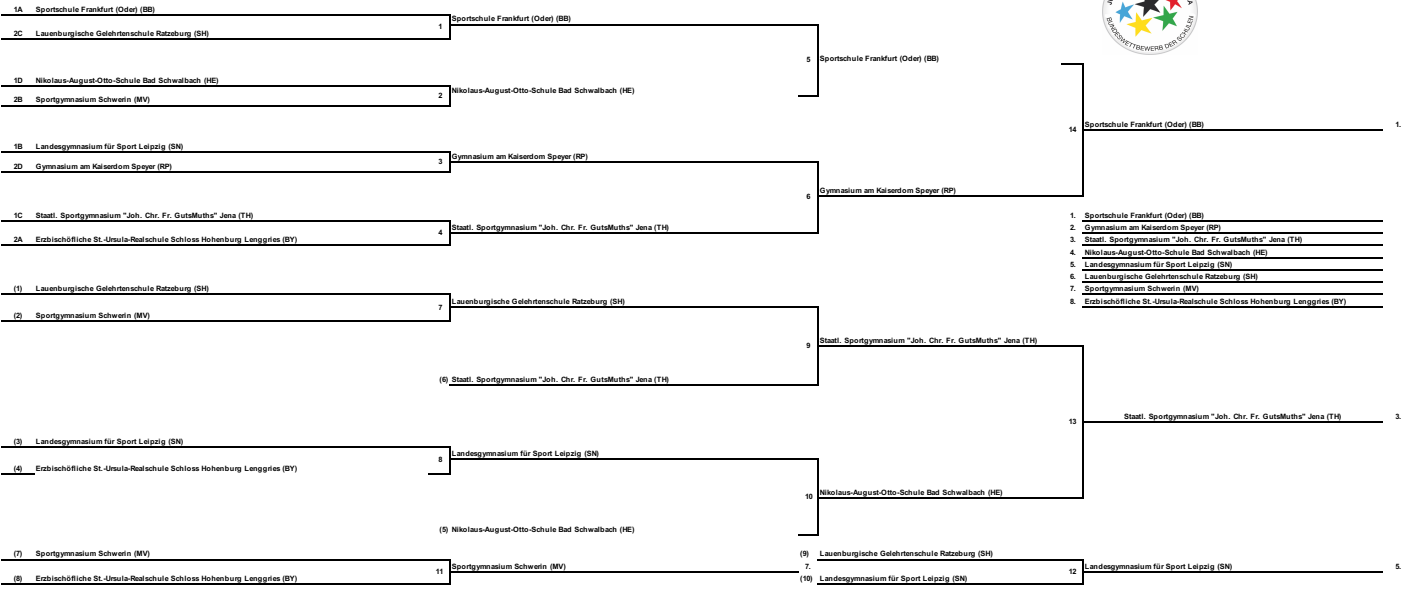 1A Sportschule Frankfurt (Oder) (BB)
1 Sportschule Frankfurt (Oder) (BB)
2C Lauenburgische Gelehrtenschule Ratzeburg (SH)
BUNDESWETTBEWERB DER SCHULEN
5 Sportschule Frankfurt (Oder) (BB)
1D Nikolaus-August-Otto-Schule Bad Schwalbach (HE)
2 Nikolaus-August-Otto-Schule Bad Schwalbach (HE)
2B Sportgymnasium Schwerin (MV)
14 Sportschule Frankfurt (Oder) (BB) 1.
1B Landesgymnasium für Sport Leipzig (SN)
3 Gymnasium am Kaiserdom Speyer (RP)
2D Gymnasium am Kaiserdom Speyer (RP)
6 Gymnasium am Kaiserdom Speyer (RP)
1C Staatl. Sportgymnasium "Joh. Chr. Fr. GutsMuths" Jena (TH)
4 Staatl. Sportgymnasium "Joh. Chr. Fr. GutsMuths" Jena (TH)
2A Erzbischöfliche St.-Ursula-Realschule Schloss Hohenburg Lenggries (BY)
1. Sportschule Frankfurt (Oder) (BB)
2. Gymnasium am Kaiserdom Speyer (RP)
3. Staatl. Sportgymnasium "Joh. Chr. Fr. GutsMuths" Jena (TH)
4. Nikolaus-August-Otto-Schule Bad Schwalbach (HE)
5. Landesgymnasium für Sport Leipzig (SN)
6. Lauenburgische Gelehrtenschule Ratzeburg (SH)
7. Sportgymnasium Schwerin (MV)
8. Erzbischöfliche St.-Ursula-Realschule Schloss Hohenburg Lenggries (BY)
(1) Lauenburgische Gelehrtenschule Ratzeburg (SH)
7 Lauenburgische Gelehrtenschule Ratzeburg (SH)
(2) Sportgymnasium Schwerin (MV)
9 Staatl. Sportgymnasium "Joh. Chr. Fr. GutsMuths" Jena (TH)
(6) Staatl. Sportgymnasium "Joh. Chr. Fr. GutsMuths" Jena (TH)
13 Staatl. Sportgymnasium "Joh. Chr. Fr. GutsMuths" Jena (TH) 3.
(3) Landesgymnasium für Sport Leipzig (SN)
8 Landesgymnasium für Sport Leipzig (SN)
(4) Erzbischöfliche St.-Ursula-Realschule Schloss Hohenburg Lenggries (BY)
10 Nikolaus-August-Otto-Schule Bad Schwalbach (HE)
(5) Nikolaus-August-Otto-Schule Bad Schwalbach (HE)
(7) Sportgymnasium Schwerin (MV)
11 Sportgymnasium Schwerin (MV) 7.
(8) Erzbischöfliche St.-Ursula-Realschule Schloss Hohenburg Lenggries (BY)
(9) Lauenburgische Gelehrtenschule Ratzeburg (SH)
12 Landesgymnasium für Sport Leipzig (SN) 5.
(10) Landesgymnasium für Sport Leipzig (SN)